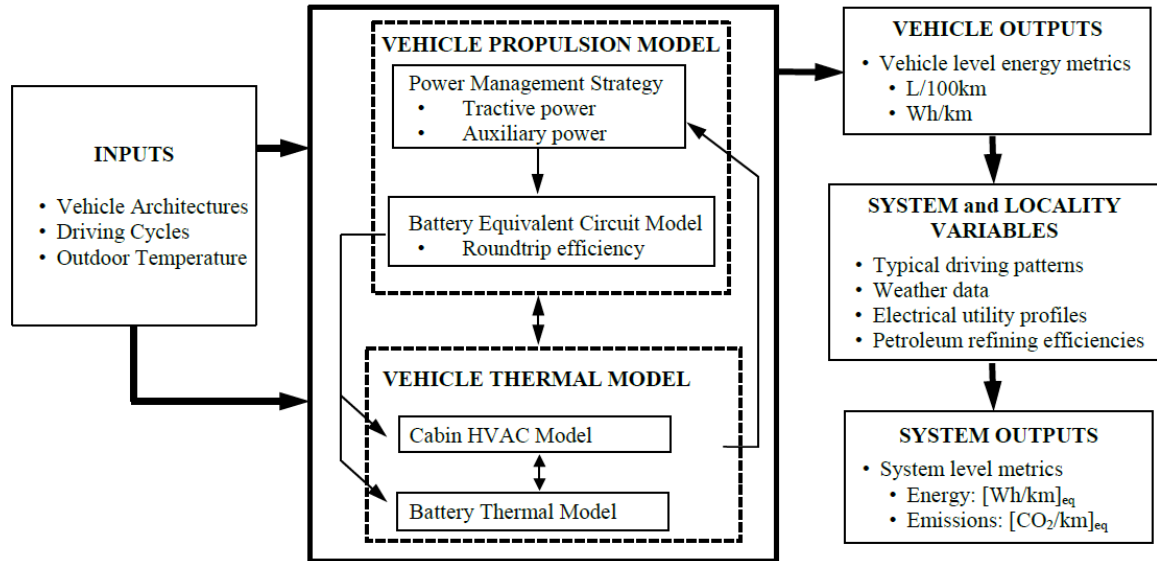 INPUTS
• Vehicle Architectures
• Driving Cycles
• Outdoor Temperature
VEHICLE PROPULSION MODEL
Power Management Strategy
• Tractive power
• Auxiliary power
Battery Equivalent Circuit Model
• Roundtrip efficiency
VEHICLE THERMAL MODEL
Cabin HVAC Model
Battery Thermal Model
VEHICLE OUTPUTS
• Vehicle level energy metrics
• L/100km
• Wh/km
SYSTEM and LOCALITY
VARIABLES
• Typical driving patterns
• Weather data
• Electrical utility profiles
• Petroleum refining efficiencies
SYSTEM OUTPUTS
• System level metrics
• Energy: [Wh/km]eq
• Emissions: [CO₂/km]eq